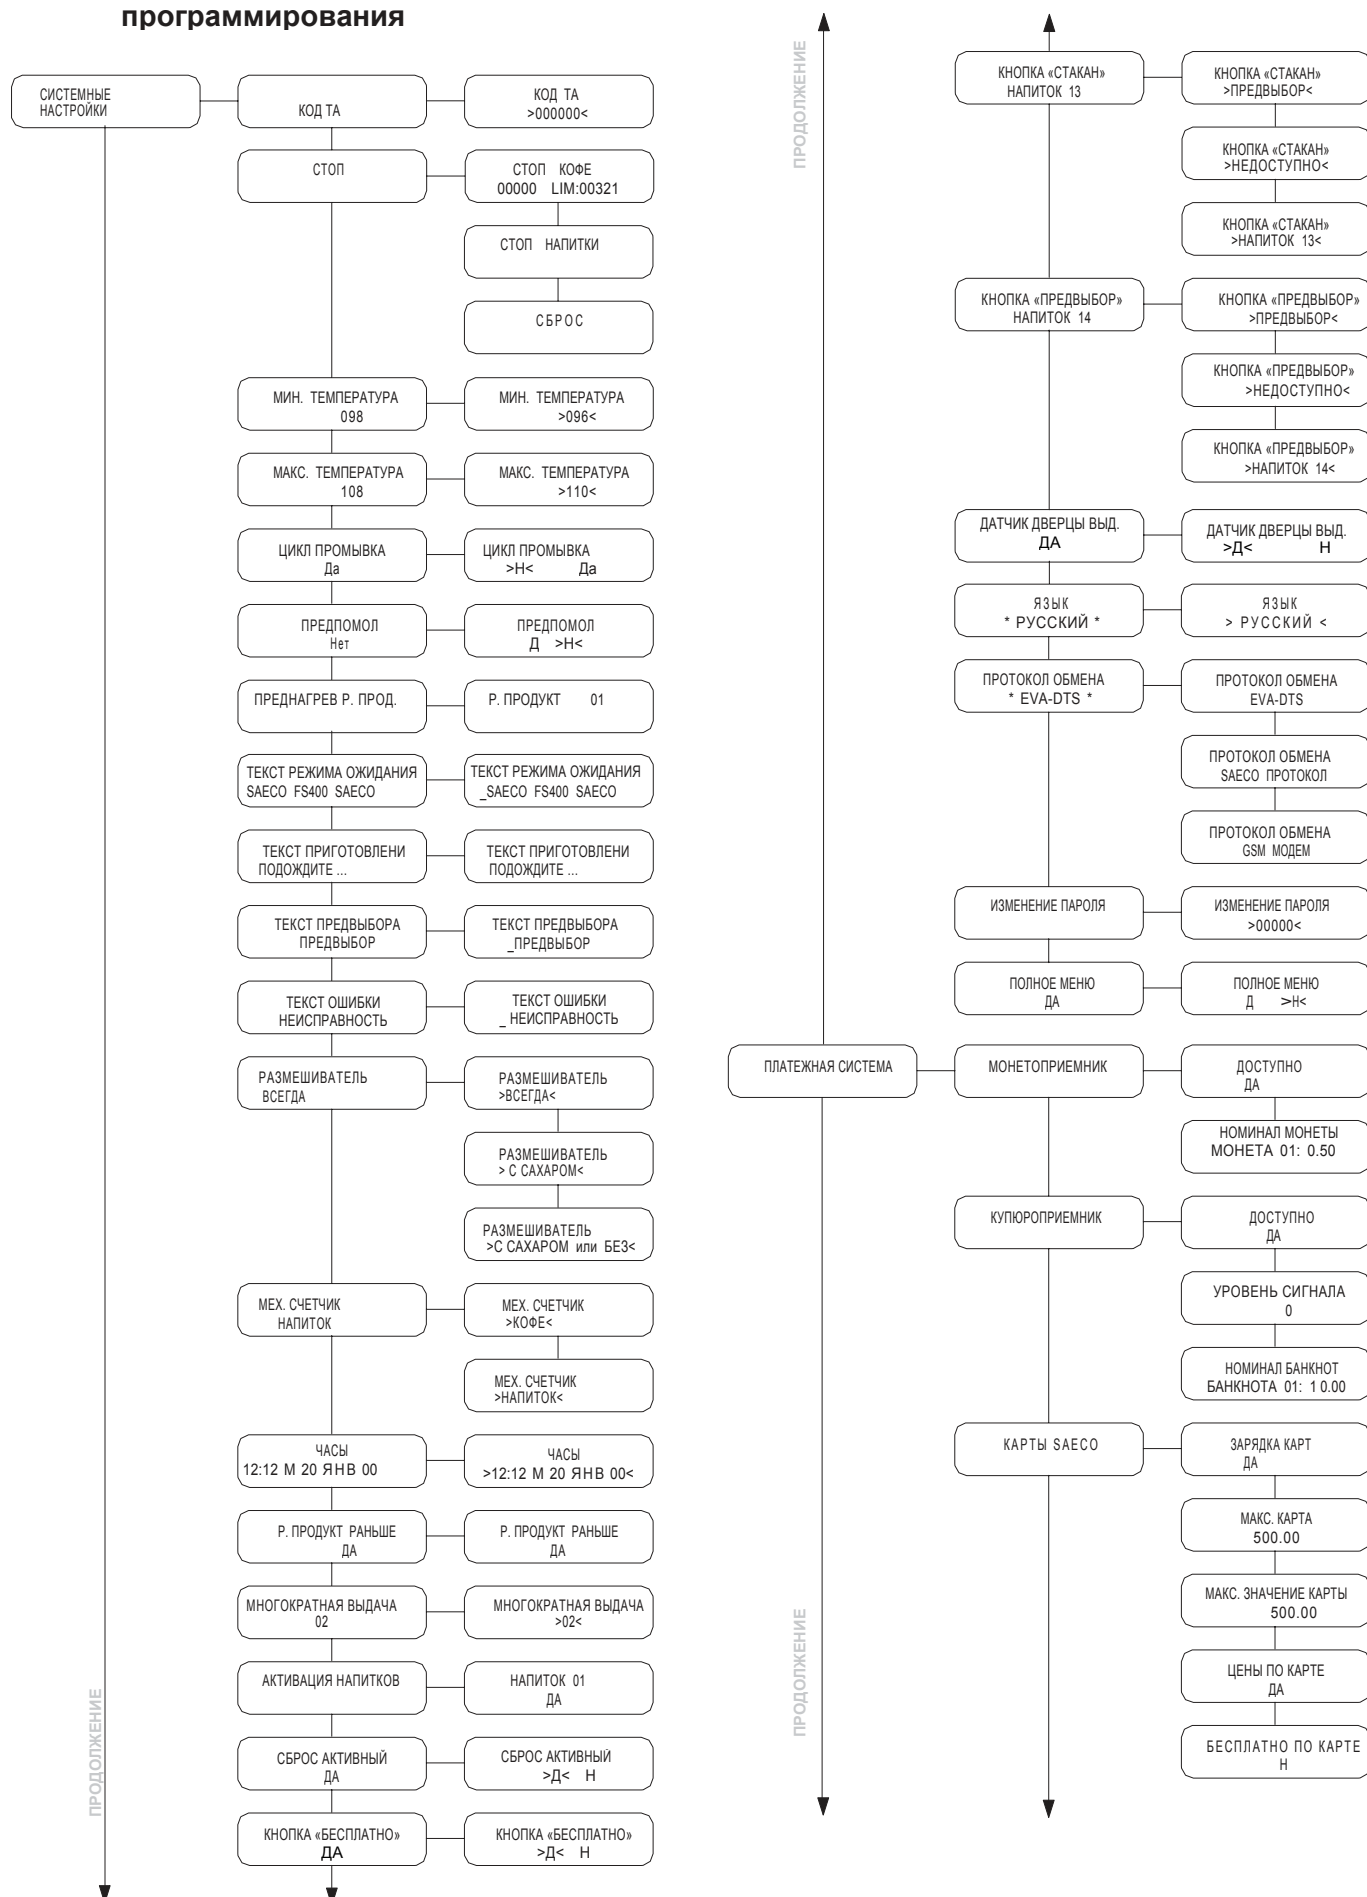 программирования
СИСТЕМНЫЕ
НАСТРОЙКИ
КОД ТА
КОД ТА
>000000<
СТОП
СТОП КОФЕ
00000 LIM:00321
СТОП НАПИТКИ
СБРОС
МИН. ТЕМПЕРАТУРА
098
МИН. ТЕМПЕРАТУРА
>096<
МАКС. ТЕМПЕРАТУРА
108
МАКС. ТЕМПЕРАТУРА
>110<
ЦИКЛ ПРОМЫВКА
Да
ЦИКЛ ПРОМЫВКА
>Н< Да
ПРЕДПОМОЛ
Нет
ПРЕДПОМОЛ
Д >Н<
ПРЕДНАГРЕВ Р. ПРОД.
Р. ПРОДУКТ 01
ТЕКСТ РЕЖИМА ОЖИДАНИЯ
SAECO FS400 SAECO
ТЕКСТ РЕЖИМА ОЖИДАНИЯ
_SAECO FS400 SAECO
ТЕКСТ ПРИГОТОВЛЕНИ
ПОДОЖДИТЕ ...
ТЕКСТ ПРИГОТОВЛЕНИ
ПОДОЖДИТЕ ...
ТЕКСТ ПРЕДВЫБОРА
ПРЕДВЫБОР
ТЕКСТ ПРЕДВЫБОРА
_ПРЕДВЫБОР
ТЕКСТ ОШИБКИ
НЕИСПРАВНОСТЬ
ТЕКСТ ОШИБКИ
_ НЕИСПРАВНОСТЬ
РАЗМЕШИВАТЕЛЬ
ВСЕГДА
РАЗМЕШИВАТЕЛЬ
>ВСЕГДА<
РАЗМЕШИВАТЕЛЬ
> С САХАРОМ<
РАЗМЕШИВАТЕЛЬ
>С САХАРОМ или БЕЗ<
МЕХ. СЧЕТЧИК
НАПИТОК
МЕХ. СЧЕТЧИК
>КОФЕ<
МЕХ. СЧЕТЧИК
>НАПИТОК<
ЧАСЫ
12:12 М 20 ЯНВ 00
ЧАСЫ
>12:12 М 20 ЯНВ 00<
Р. ПРОДУКТ РАНЬШЕ
ДА
Р. ПРОДУКТ РАНЬШЕ
ДА
МНОГОКРАТНАЯ ВЫДАЧА
02
МНОГОКРАТНАЯ ВЫДАЧА
>02<
АКТИВАЦИЯ НАПИТКОВ
НАПИТОК 01
ДА
СБРОС АКТИВНЫЙ
ДА
СБРОС АКТИВНЫЙ
>Д< Н
КНОПКА «БЕСПЛАТНО»
ДА
КНОПКА «БЕСПЛАТНО»
>Д< Н
ПРОДОЛЖЕНИЕ
ПРОДОЛЖЕНИЕ
КНОПКА «СТАКАН»
НАПИТОК 13
КНОПКА «СТАКАН»
>ПРЕДВЫБОР<
КНОПКА «СТАКАН»
>НЕДОСТУПНО<
КНОПКА «СТАКАН»
>НАПИТОК 13<
КНОПКА «ПРЕДВЫБОР»
НАПИТОК 14
КНОПКА «ПРЕДВЫБОР»
>ПРЕДВЫБОР<
КНОПКА «ПРЕДВЫБОР»
>НЕДОСТУПНО<
КНОПКА «ПРЕДВЫБОР»
>НАПИТОК 14<
ДАТЧИК ДВЕРЦЫ ВЫД.
ДА
ДАТЧИК ДВЕРЦЫ ВЫД.
>Д< Н
ЯЗЫК
* РУССКИЙ *
ЯЗЫК
> РУССКИЙ <
ПРОТОКОЛ ОБМЕНА
* EVA-DTS *
ПРОТОКОЛ ОБМЕНА
EVA-DTS
ПРОТОКОЛ ОБМЕНА
SAECO ПРОТОКОЛ
ПРОТОКОЛ ОБМЕНА
GSM МОДЕМ
ИЗМЕНЕНИЕ ПАРОЛЯ
ИЗМЕНЕНИЕ ПАРОЛЯ
>00000<
ПОЛНОЕ МЕНЮ
ДА
ПОЛНОЕ МЕНЮ
Д >Н<
ПЛАТЕЖНАЯ СИСТЕМА
МОНЕТОПРИЕМНИК
ДОСТУПНО
ДА
НОМИНАЛ МОНЕТЫ
МОНЕТА 01: 0.50
КУПЮРОПРИЕМНИК
ДОСТУПНО
ДА
УРОВЕНЬ СИГНАЛА
0
НОМИНАЛ БАНКНОТ
БАНКНОТА 01: 1 0.00
КАРТЫ SAECO
ЗАРЯДКА КАРТ
ДА
МАКС. КАРТА
500.00
МАКС. ЗНАЧЕНИЕ КАРТЫ
500.00
ЦЕНЫ ПО КАРТЕ
ДА
БЕСПЛАТНО ПО КАРТЕ
Н
ПРОДОЛЖЕНИЕ